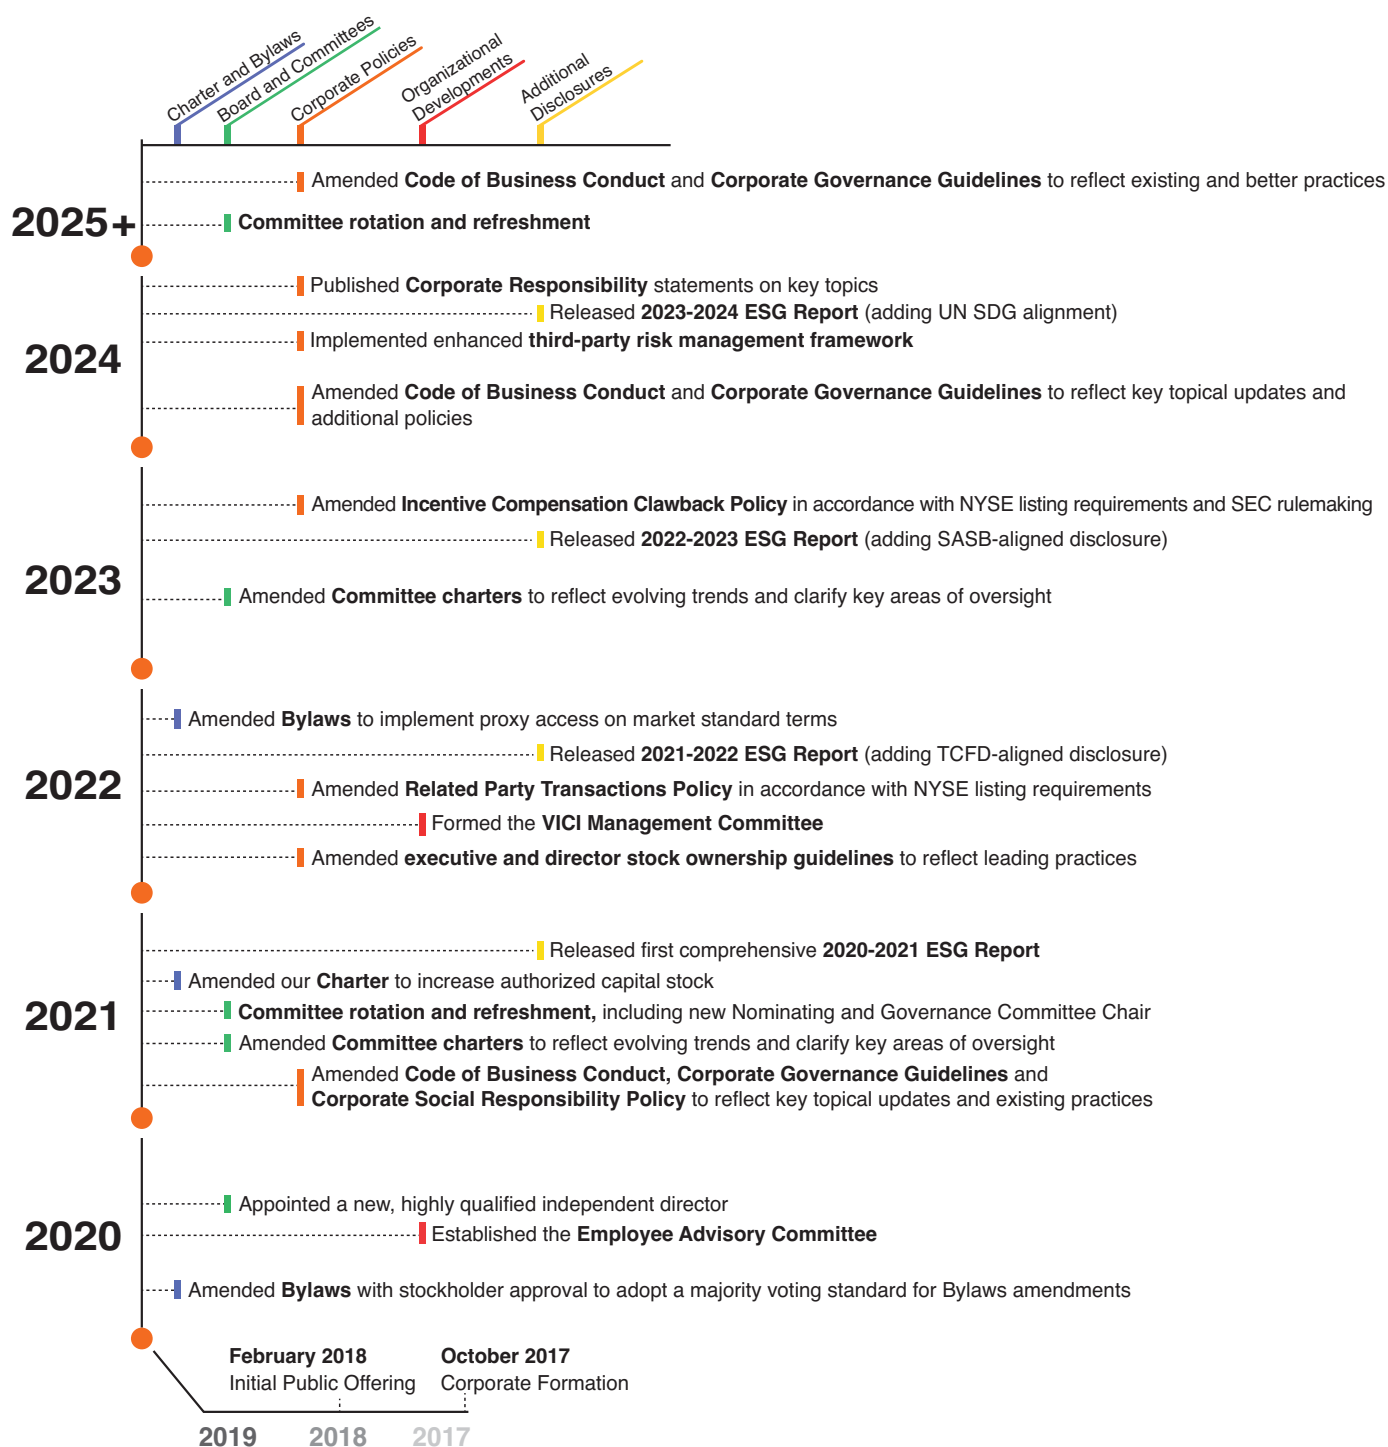 Charter and Bylaws
Board and Committees
Corporate Policies
Organizational
Developments
Additional
Disclosures
2025+
Amended Code of Business Conduct and Corporate Governance Guidelines to reflect existing and better practices
Committee rotation and refreshment
2024
Published Corporate Responsibility statements on key topics
Released 2023-2024 ESG Report (adding UN SDG alignment)
Implemented enhanced third-party risk management framework
Amended Code of Business Conduct and Corporate Governance Guidelines to reflect key topical updates and
additional policies
2023
Amended Incentive Compensation Clawback Policy in accordance with NYSE listing requirements and SEC rulemaking
Released 2022-2023 ESG Report (adding SASB-aligned disclosure)
Amended Committee charters to reflect evolving trends and clarify key areas of oversight
2022
Amended Bylaws to implement proxy access on market standard terms
Released 2021-2022 ESG Report (adding TCFD-aligned disclosure)
Amended Related Party Transactions Policy in accordance with NYSE listing requirements
Formed the VICI Management Committee
Amended executive and director stock ownership guidelines to reflect leading practices
2021
Released first comprehensive 2020-2021 ESG Report
Amended our Charter to increase authorized capital stock
Committee rotation and refreshment, including new Nominating and Governance Committee Chair
Amended Committee charters to reflect evolving trends and clarify key areas of oversight
Amended Code of Business Conduct, Corporate Governance Guidelines and
Corporate Social Responsibility Policy to reflect key topical updates and existing practices
2020
Appointed a new, highly qualified independent director
Established the Employee Advisory Committee
Amended Bylaws with stockholder approval to adopt a majority voting standard for Bylaws amendments
February 2018
Initial Public Offering
October 2017
Corporate Formation
2019
2018
2017